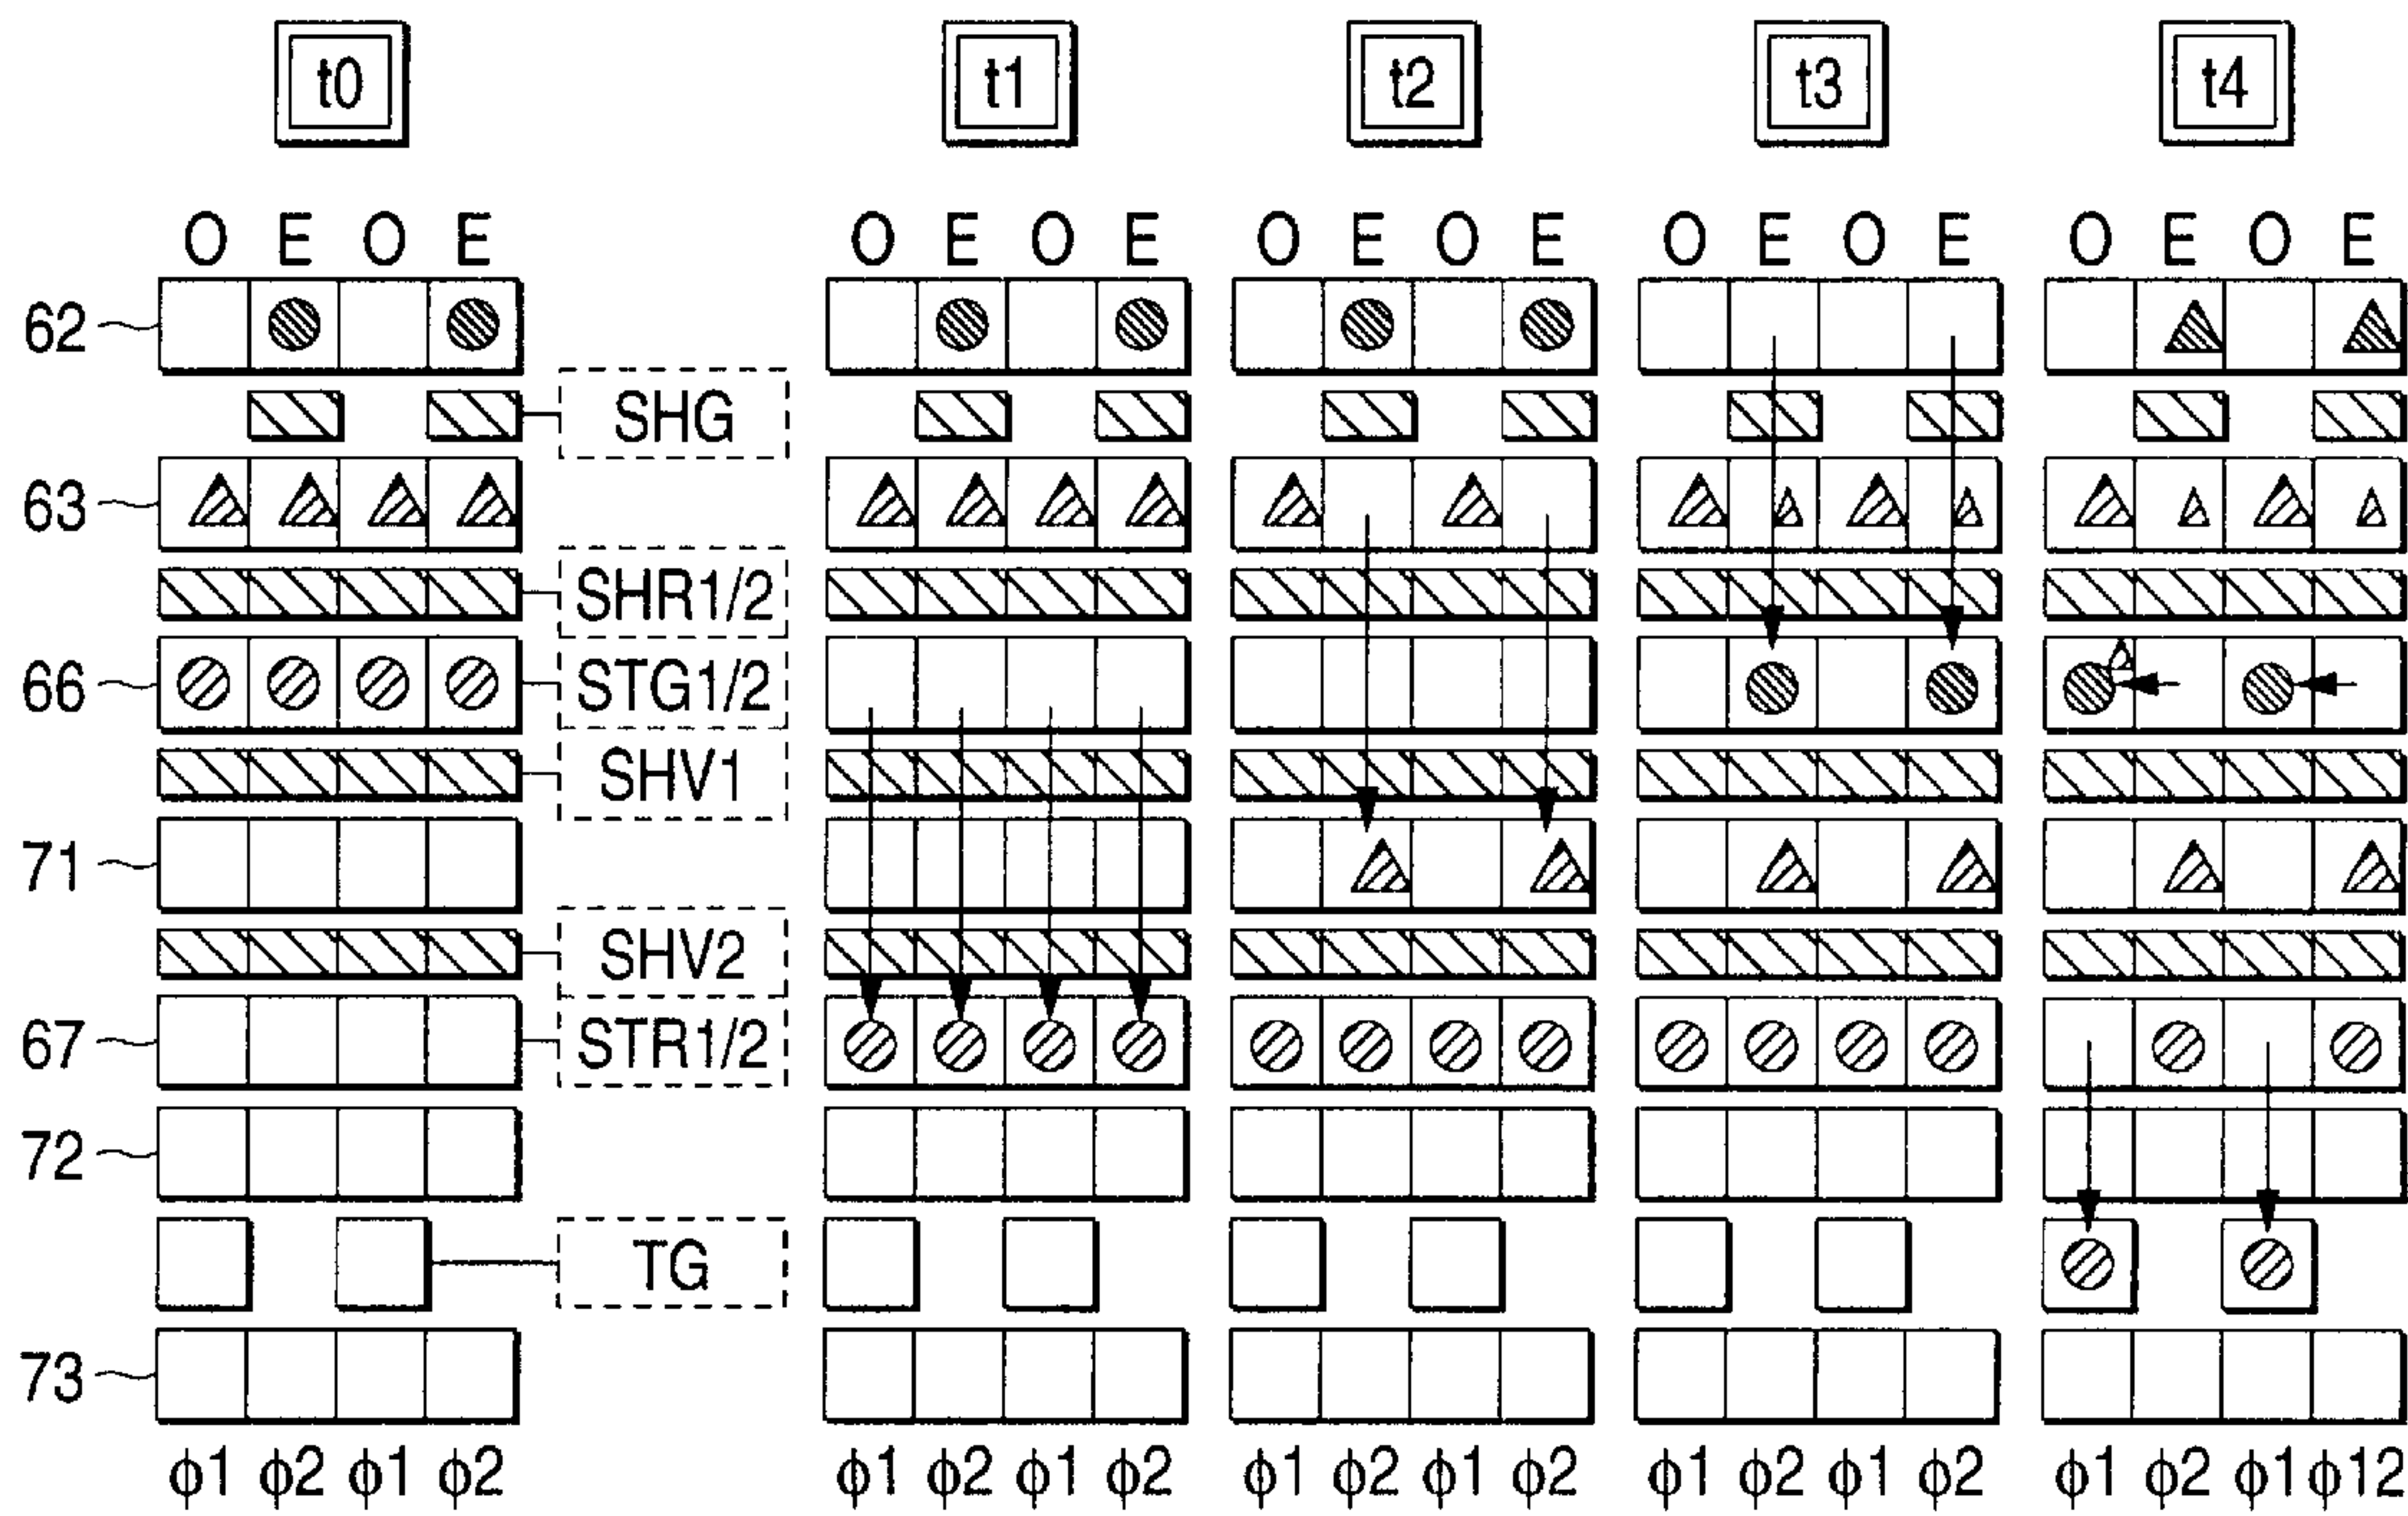 t0 t1 t2 t3 t4
O E O E O E O E O E O E O E O E O E O E
62
SHG
63
SHR1/2
66 STG1/2
SHV1
71
SHV2
67 STR1/2
72
TG
73
ϕ1 ϕ2 ϕ1 ϕ2 ϕ1 ϕ2 ϕ1 ϕ2 ϕ1 ϕ2 ϕ1 ϕ2 ϕ1 ϕ2 ϕ1 ϕ2 ϕ1 ϕ2 ϕ1 ϕ12